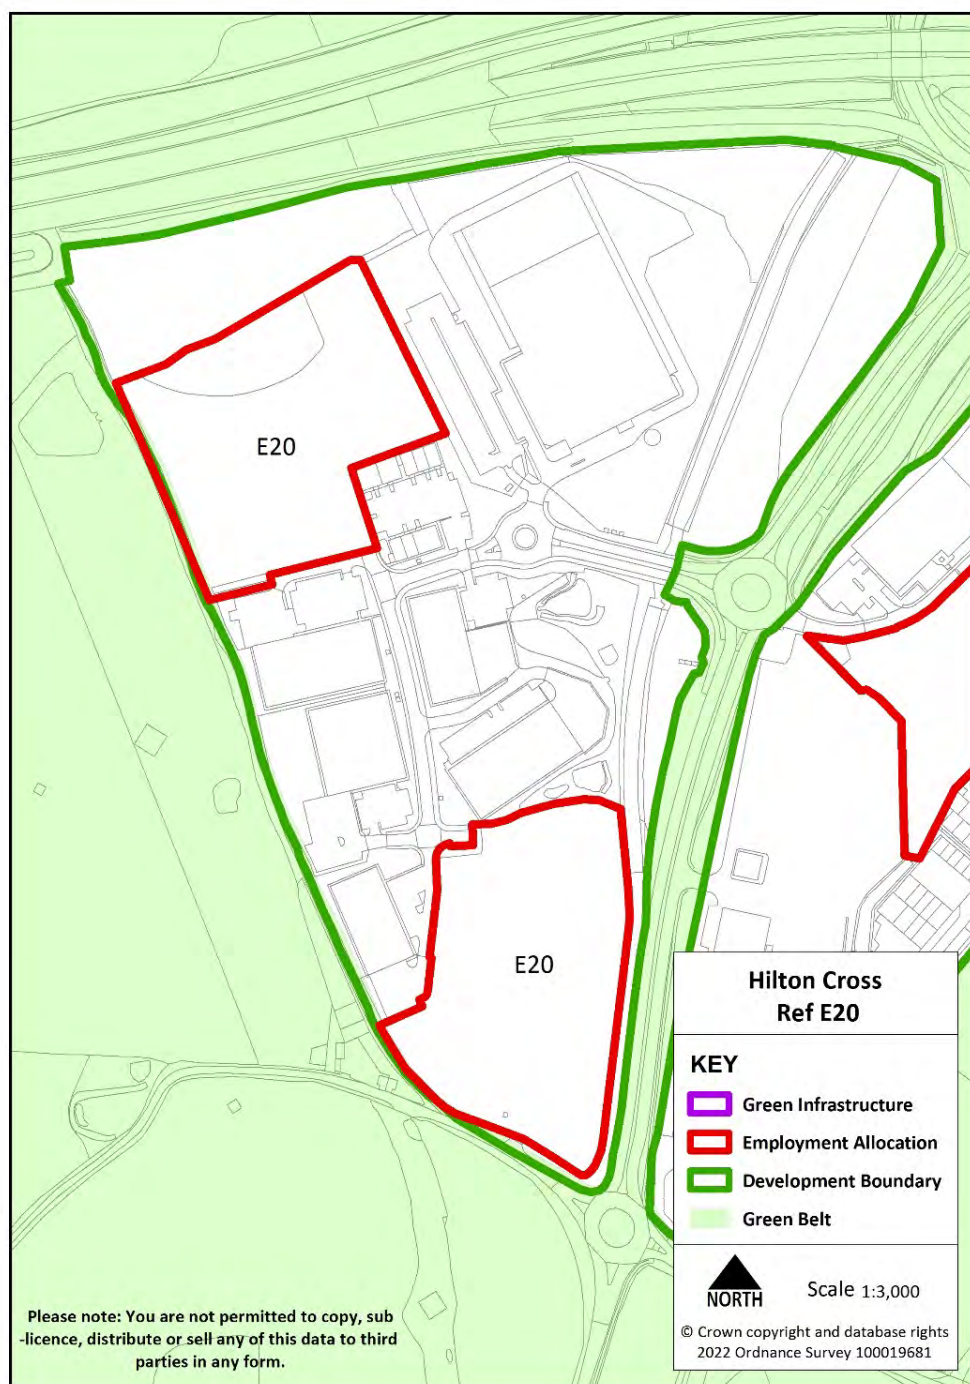 E20
E20
Hilton Cross
Ref E20
KEY
Green Infrastructure
Employment Allocation
Development Boundary
Green Belt
NORTH
Scale 1:3,000
© Crown copyright and database rights
2022 Ordnance Survey 100019681
Please note: You are not permitted to copy, sub
-licence, distribute or sell any of this data to third
parties in any form.